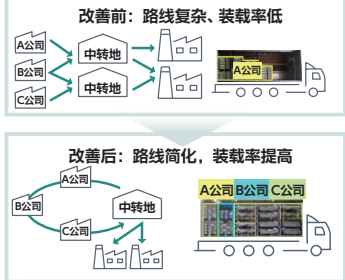 改善前：路线复杂、装载率低
A公司
B公司
C公司
中转地
中转地
A公司
改善后：路线简化，装载率提高
A公司
B公司
C公司
中转地
A公司 B公司 C公司